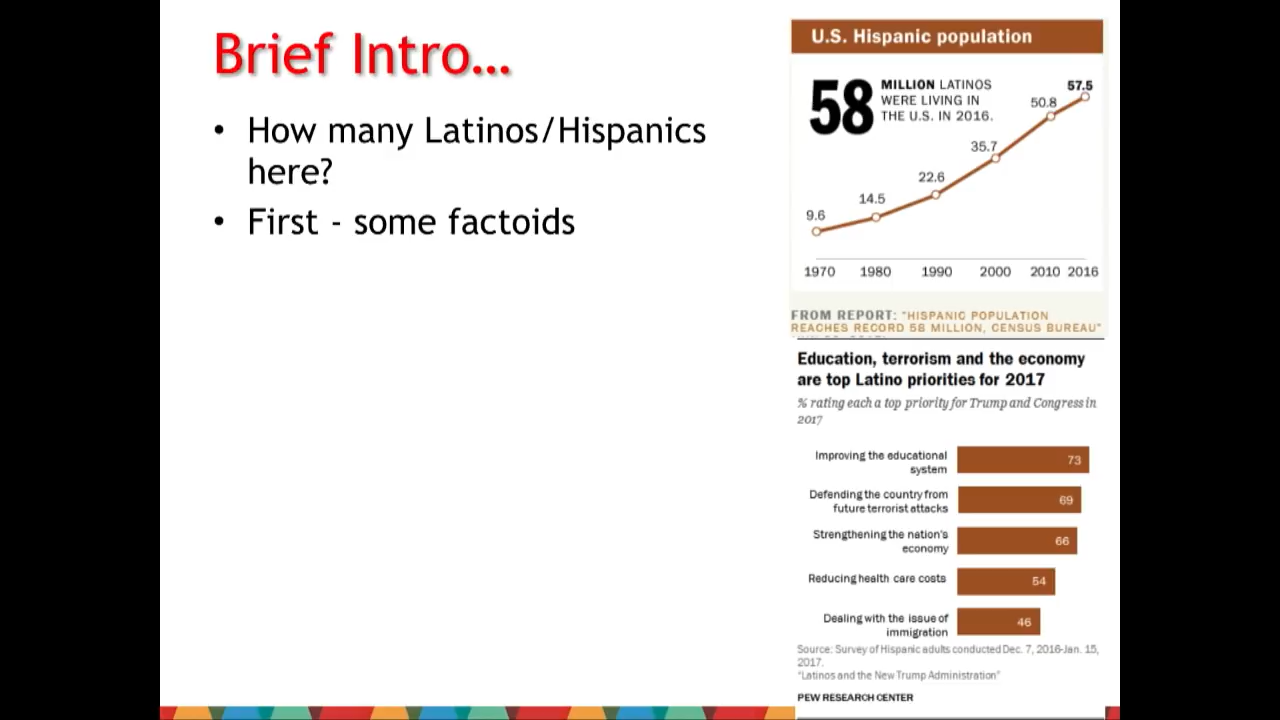 Brief Intro…
• How many Latinos/Hispanics
here?
• First - some factoids
U.S. Hispanic population
58 MILLION LATINOS
WERE LIVING IN
THE U.S. IN 2016.
57.5
50.8
35.7
22.6
14.5
9.6
1970 1980 1990 2000 2010 2016
FROM REPORT: "HISPANIC POPULATION
REACHES RECORD 58 MILLION, CENSUS BUREAU"
Education, terrorism and the economy
are top Latino priorities for 2017
% rating each a top priority for Trump and Congress in
2017
Improving the educational
system
73
Defending the country from
future terrorist attacks
69
Strengthening the nation's
economy
66
Reducing health care costs
54
Dealing with the issue of
immigration
46
Source: Survey of Hispanic adults conducted Dec. 7, 2016-Jan. 15,
2017.
"Latinos and the New Trump Administration"
PEW RESEARCH CENTER